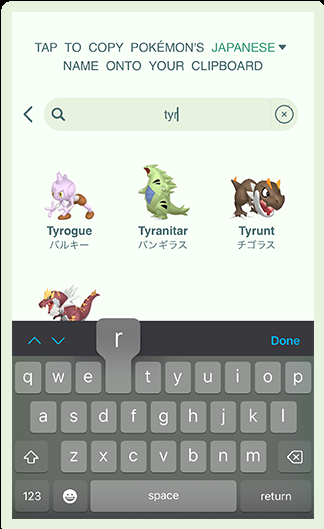 TAP TO COPY POKÉMON'S JAPANESE
NAME ONTO YOUR CLIPBOARD
tyr
Tyrogue
バルキー
Tyranitar
バンギラス
Tyrunt
チゴラス
Done
r
q w e t y u i o p
a s d f g h j k l
z x c v b n m
123 space return